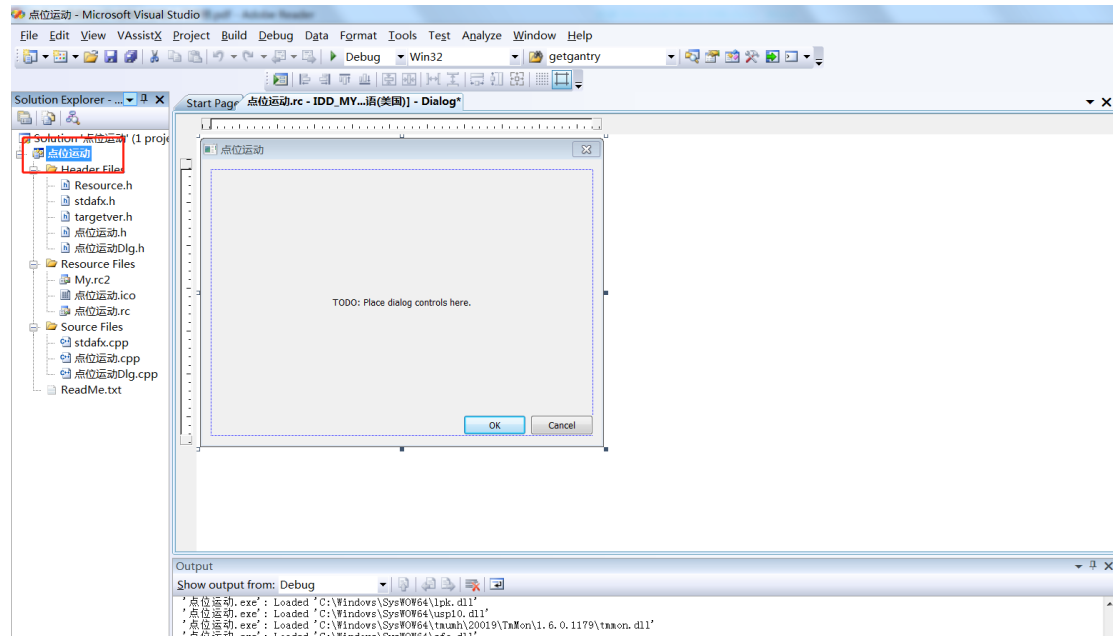 点位运动 - Microsoft Visual Studio
File Edit View VAssistX Project Build Debug Data Format Tools Test Analyze Window Help
Debug Win32 getgantry
Solution Explorer - ...
Start Page 点位运动.rc - IDD_MY...语(美国)] - Dialog*
Solution '点位运动' (1 proje
点位运动
Header Files
Resource.h
stdafx.h
targetver.h
点位运动.h
点位运动Dlg.h
Resource Files
My.rc2
点位运动.ico
点位运动.rc
Source Files
stdafx.cpp
点位运动.cpp
点位运动Dlg.cpp
ReadMe.txt
点位运动
TODO: Place dialog controls here.
OK Cancel
Output
Show output from: Debug
'点位运动.exe': Loaded 'C:\Windows\SysWOW64\lpk.dll'
'点位运动.exe': Loaded 'C:\Windows\SysWOW64\usp10.dll'
'点位运动.exe': Loaded 'C:\Windows\SysWOW64\tmumh\20019\TmMon\1.6.0.1179\tmmon.dll'